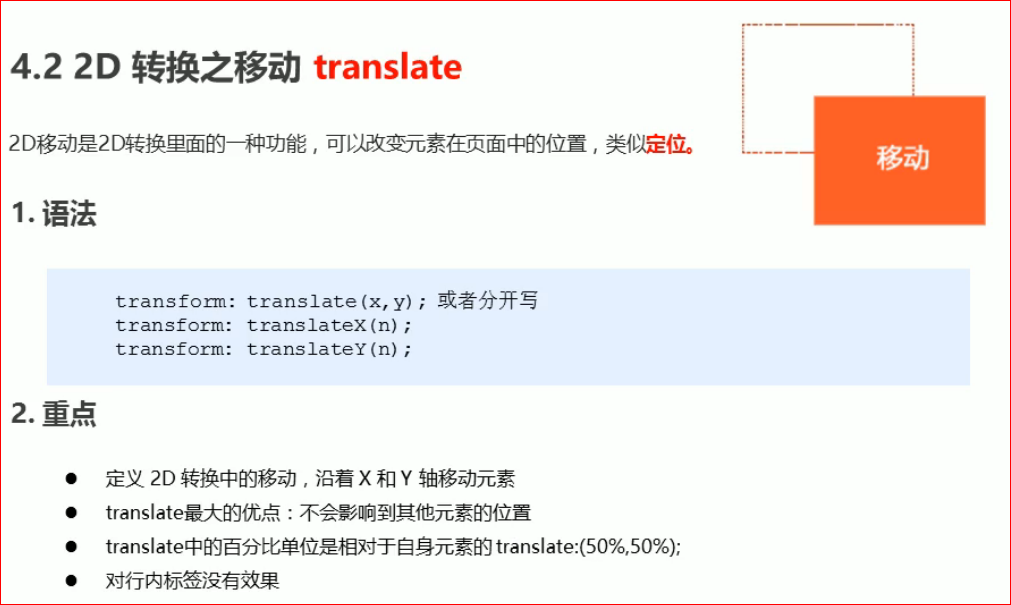 4.2 2D 转换之移动 translate
2D移动是2D转换里面的一种功能，可以改变元素在页面中的位置，类似定位。
移动
1. 语法
transform: translate(x,y); 或者分开写
transform: translateX(n);
transform: translateY(n);
2. 重点
● 定义 2D 转换中的移动，沿着 X 和 Y 轴移动元素
● translate最大的优点：不会影响到其他元素的位置
● translate中的百分比单位是相对于自身元素的 translate:(50%,50%);
● 对行内标签没有效果